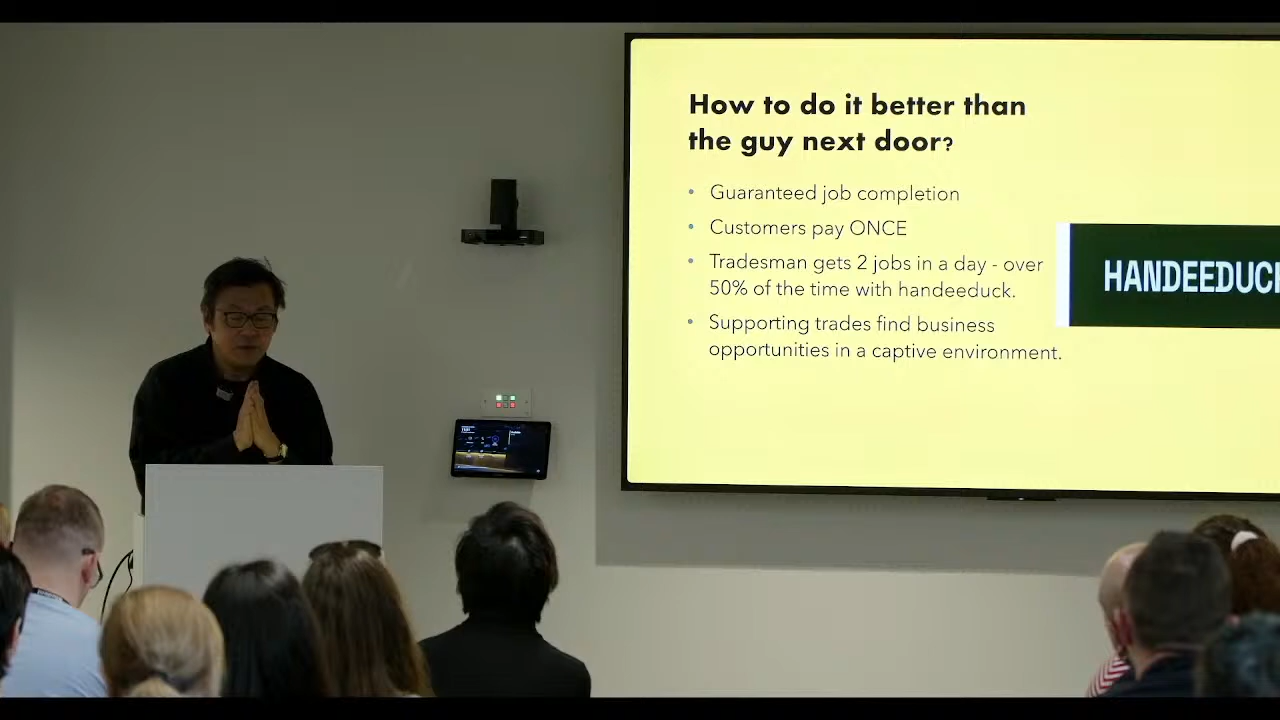 How to do it better than
the guy next door?
• Guaranteed job completion
• Customers pay ONCE
• Tradesman gets 2 jobs in a day - over
50% of the time with handeeduck.
• Supporting trades find business
opportunities in a captive environment.
HANDEEDUCK